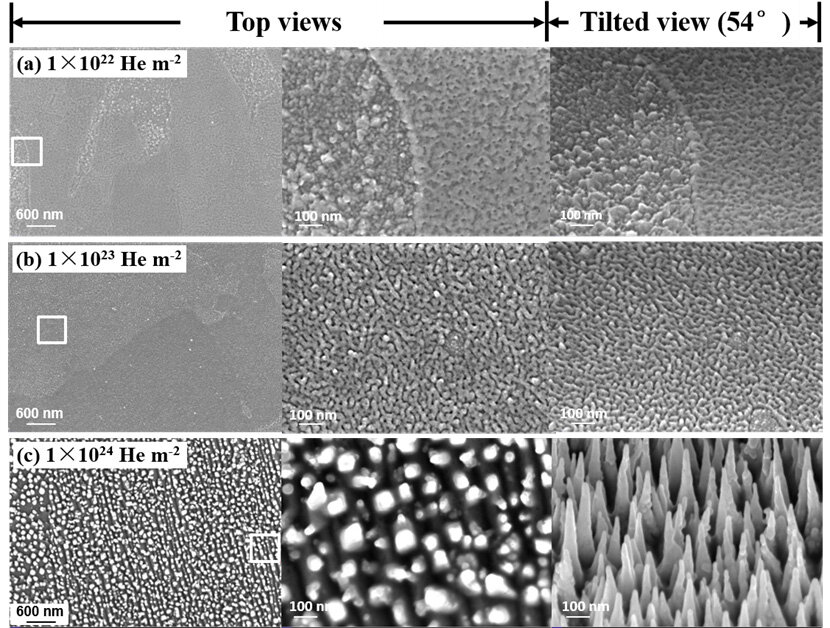 Top views
Tilted view (54°)
(a) 1×10²² He m⁻²
600 nm
100 nm
100 nm
(b) 1×10²³ He m⁻²
600 nm
100 nm
100 nm
(c) 1×10²⁴ He m⁻²
600 nm
100 nm
100 nm